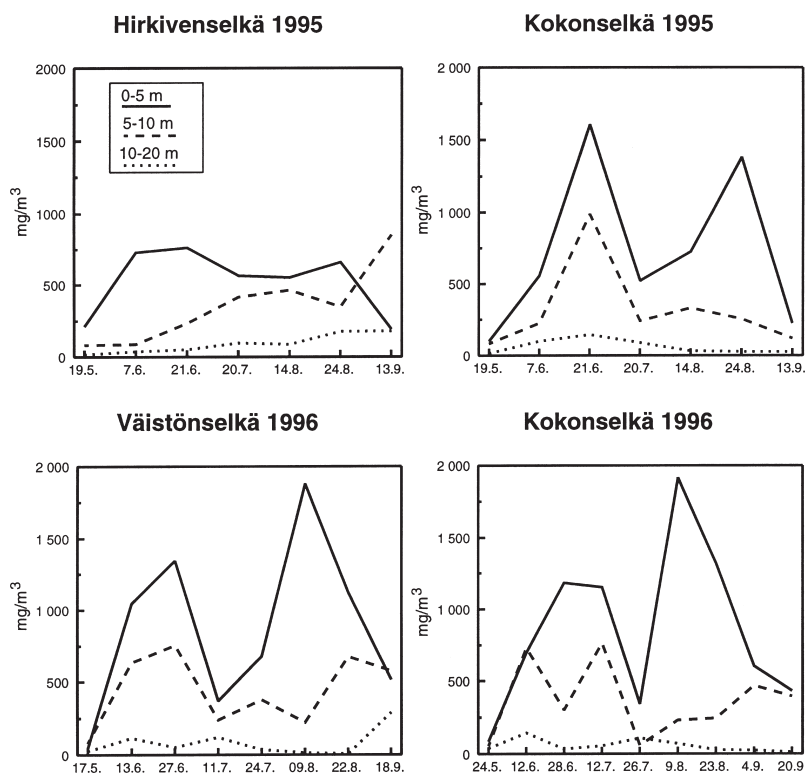 Hirkivenselkä 1995
Kokonselkä 1995
2000
1500
1000
500
0
mg/m³
0-5 m
5-10 m
10-20 m
19.5. 7.6. 21.6. 20.7. 14.8. 24.8. 13.9.
2 000
1 500
1 000
500
0
mg/m³
19.5. 7.6. 21.6. 20.7. 14.8. 24.8. 13.9.
Väistönselkä 1996
Kokonselkä 1996
2 000
1 500
1 000
500
0
mg/m³
17.5. 13.6. 27.6. 11.7. 24.7. 09.8. 22.8. 18.9.
2 000
1 500
1 000
500
0
mg/m³
24.5. 12.6. 28.6. 12.7. 26.7. 9.8. 23.8. 4.9. 20.9